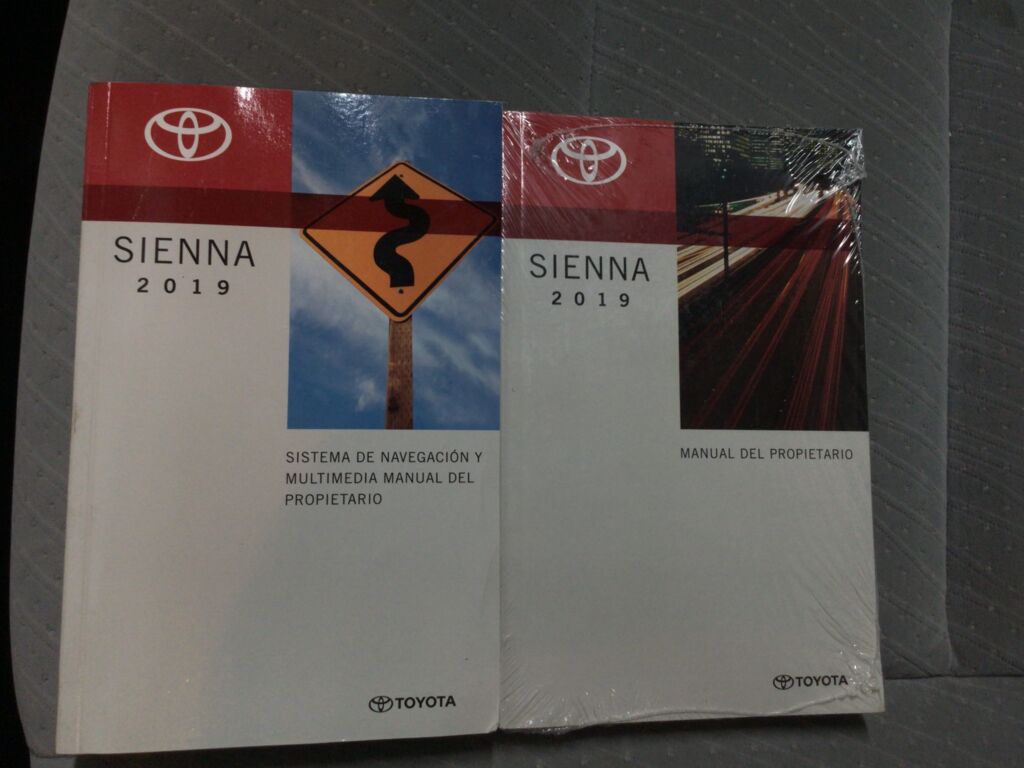 SIENNA
2019
SISTEMA DE NAVEGACIÓN Y
MULTIMEDIA MANUAL DEL
PROPIETARIO
TOYOTA
SIENNA
2019
MANUAL DEL PROPIETARIO
TOYOTA